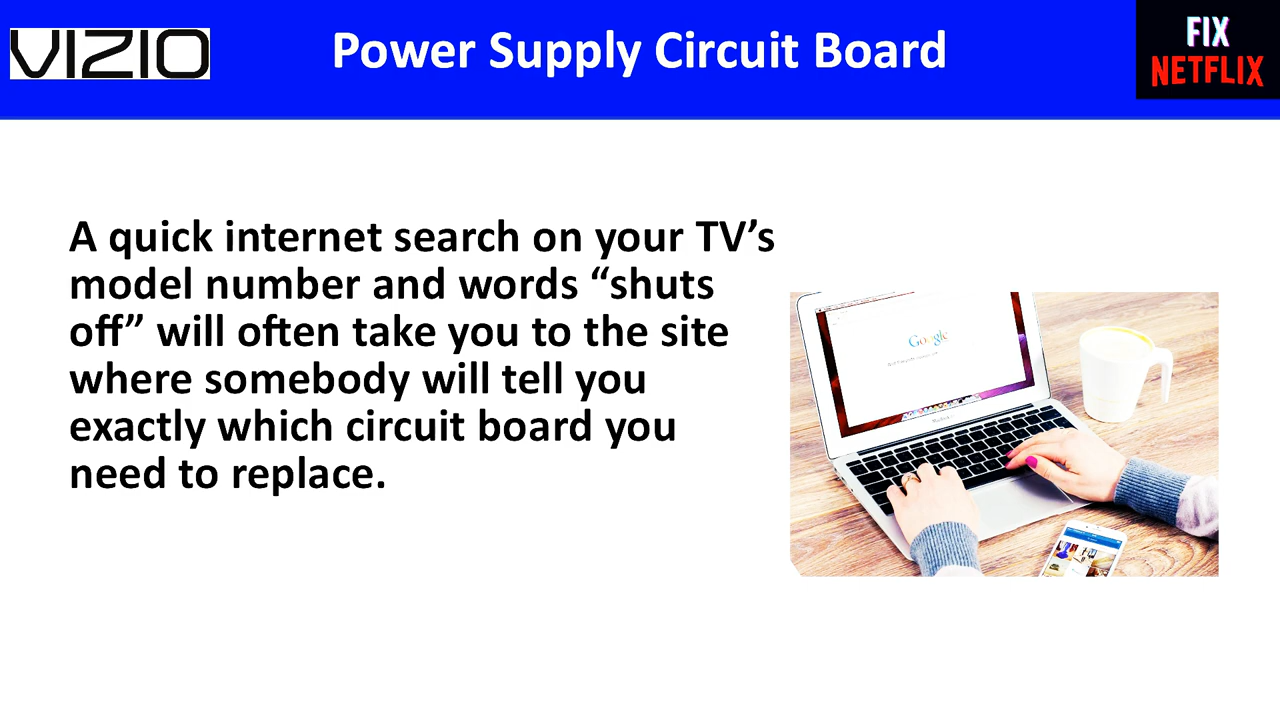 VIZIO
Power Supply Circuit Board
FIX
NETFLIX
A quick internet search on your TV’s
model number and words “shuts
off” will often take you to the site
where somebody will tell you
exactly which circuit board you
need to replace.
Google